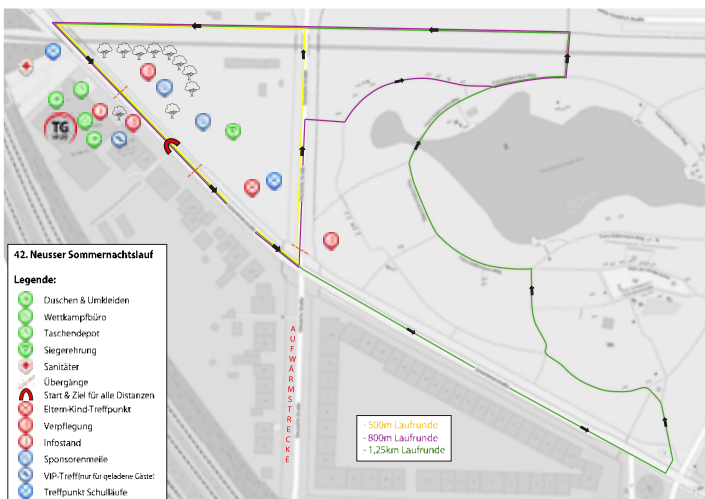 TG
42. Neusser Sommernachtslauf
Legende:
Duschen & Umkleiden
Wettkampfbüro
Taschendepot
Siegerehrung
Sanitäter
Übergänge
Start & Ziel für alle Distanzen
Eltern-Kind-Treffpunkt
Verpflegung
Infostand
Sponsorenmeile
VIP-Treff(nur für geladene Gäste)
Treffpunkt Schulläufe
AUFWÄRMSTRECKE
- 500m Laufrunde
- 800m Laufrunde
- 1,25km Laufrunde